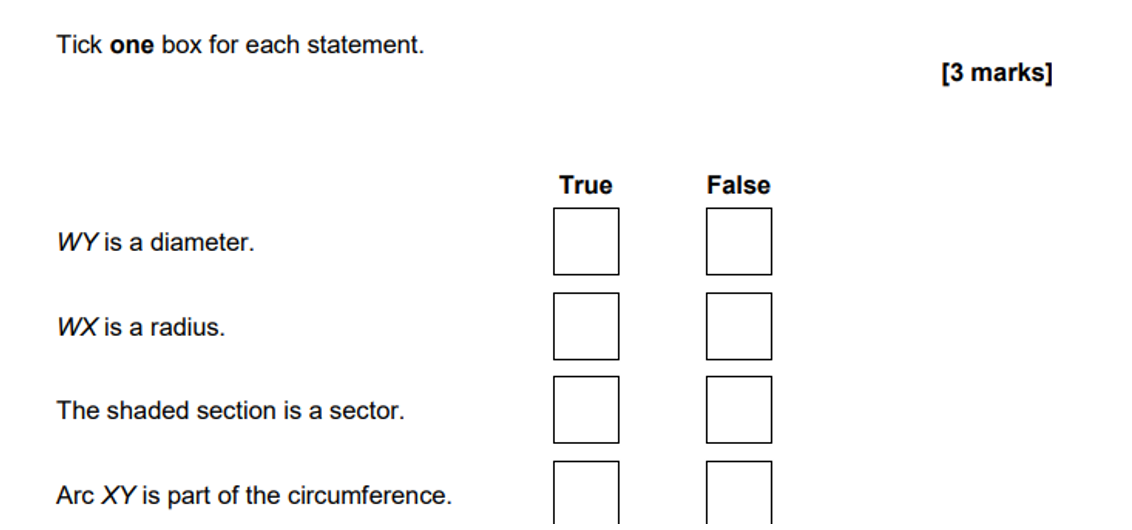 Tick one box for each statement.
[3 marks]
True False
WY is a diameter.
WX is a radius.
The shaded section is a sector.
Arc XY is part of the circumference.